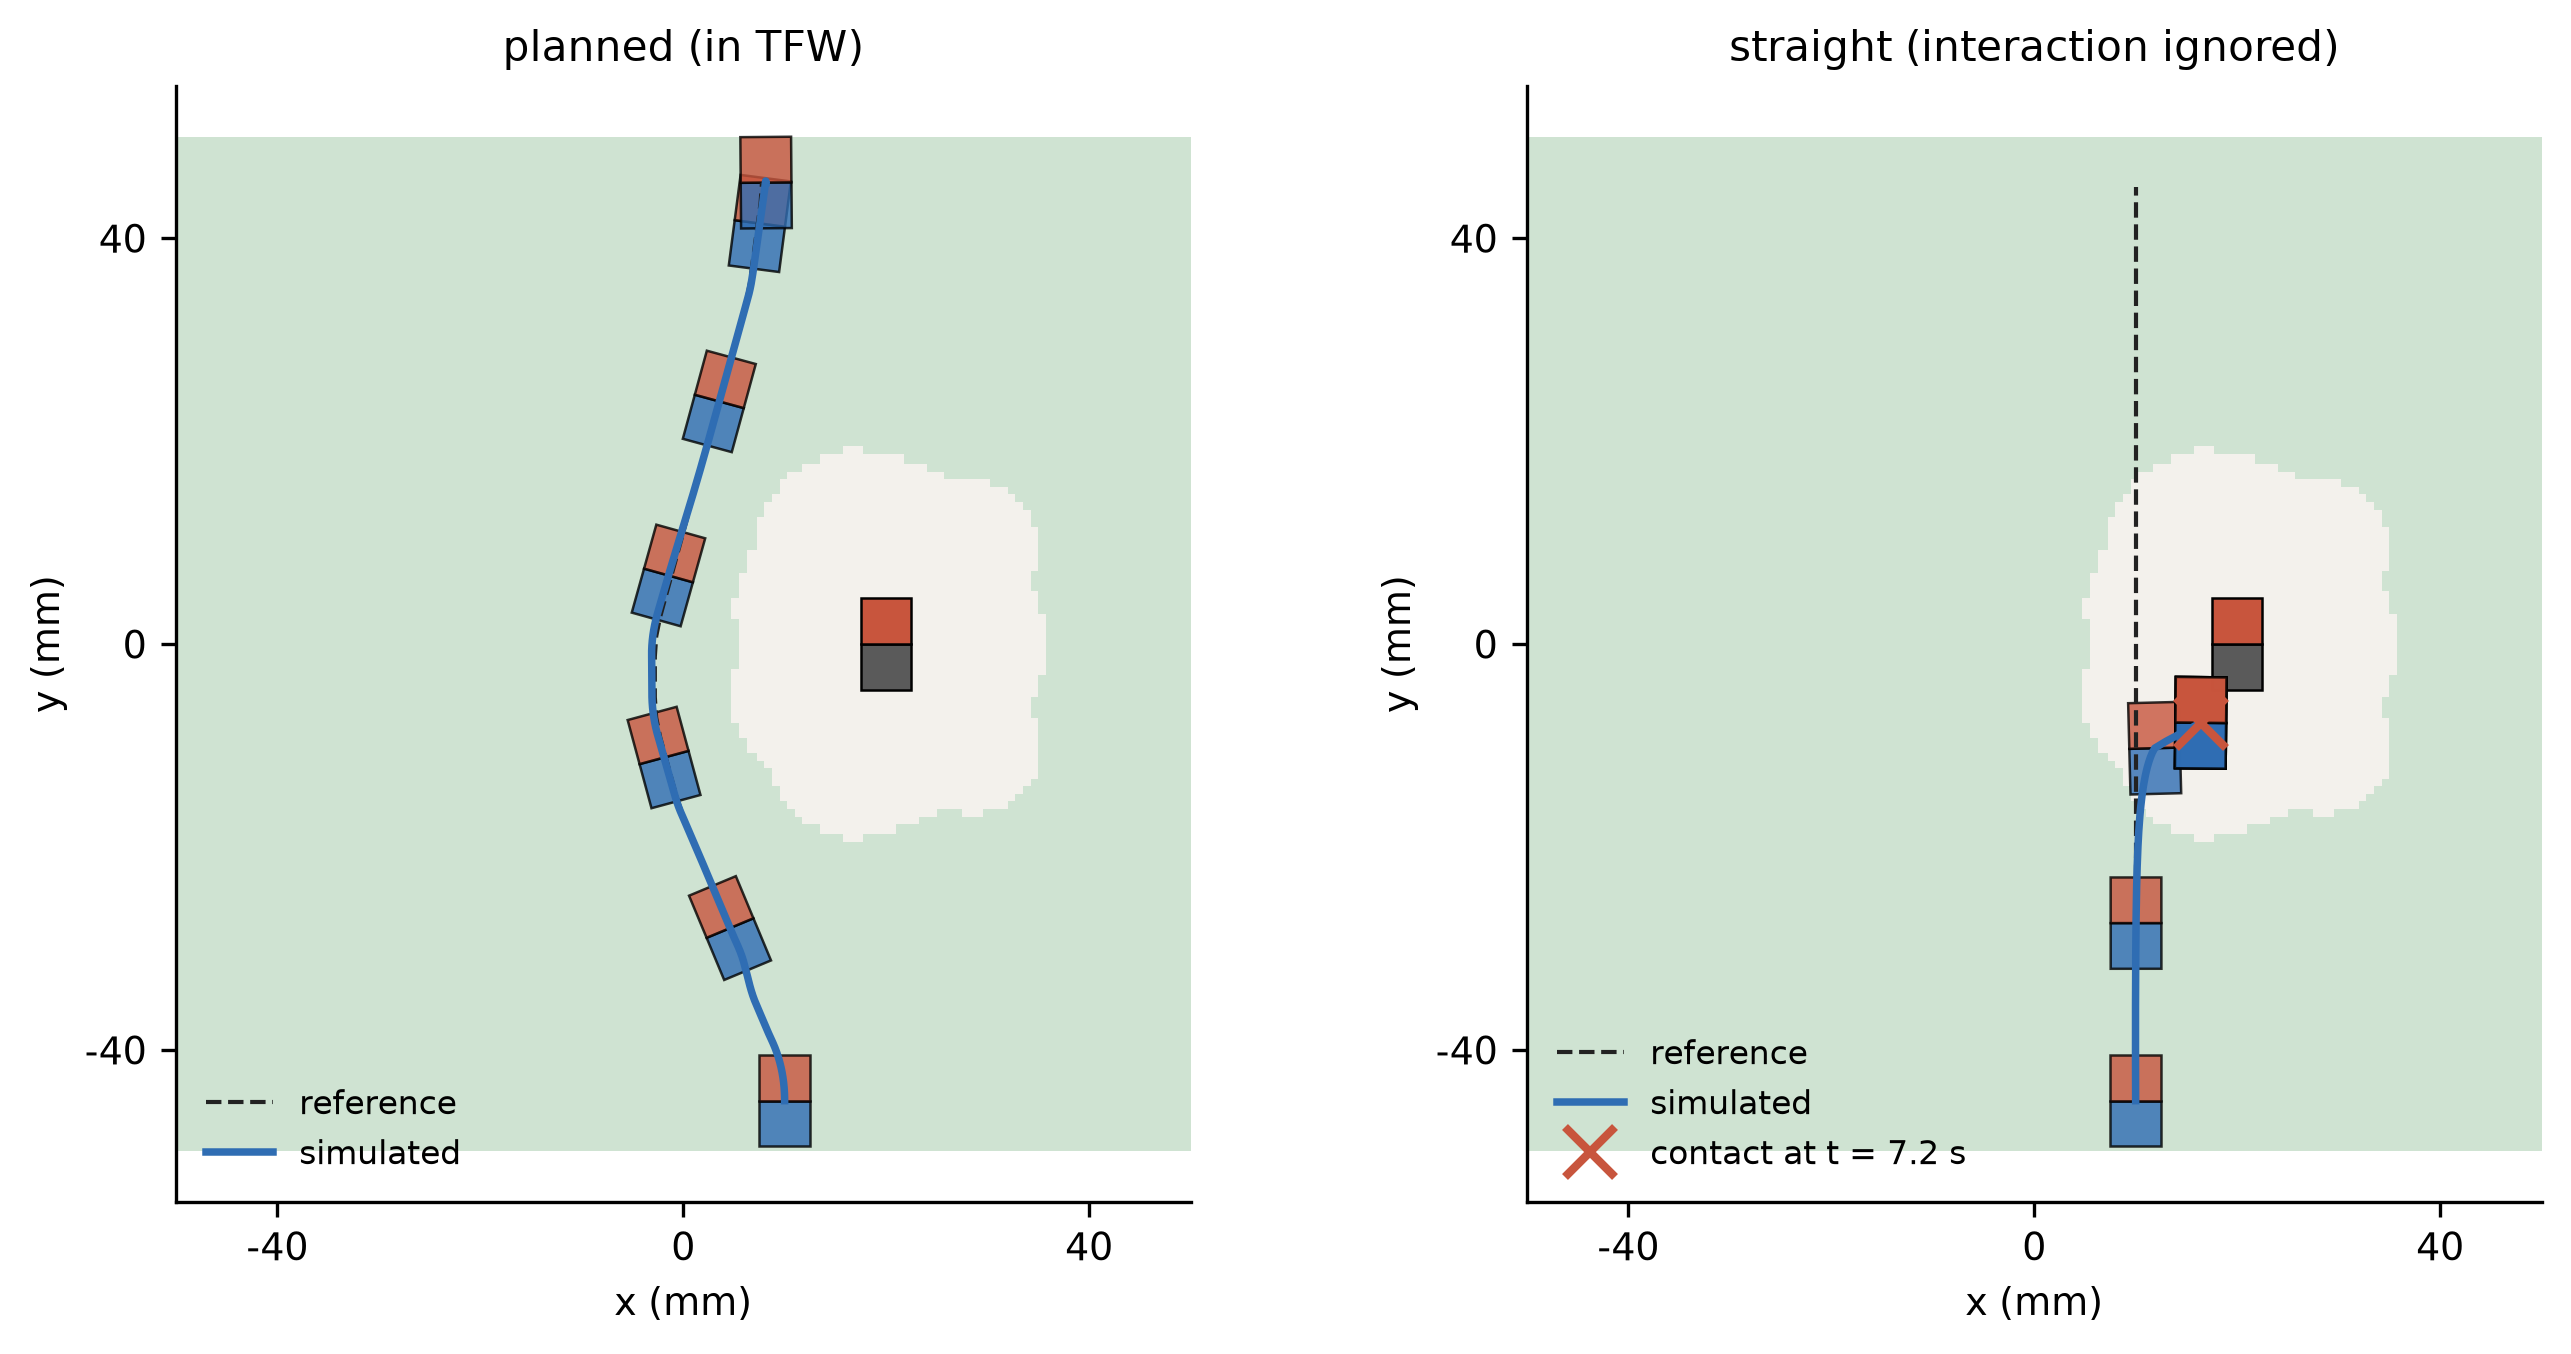 planned (in TFW)
40
0
-40
y (mm)
reference
simulated
-40
0
40
x (mm)
straight (interaction ignored)
40
0
-40
y (mm)
reference
simulated
contact at t = 7.2 s
-40
0
40
x (mm)